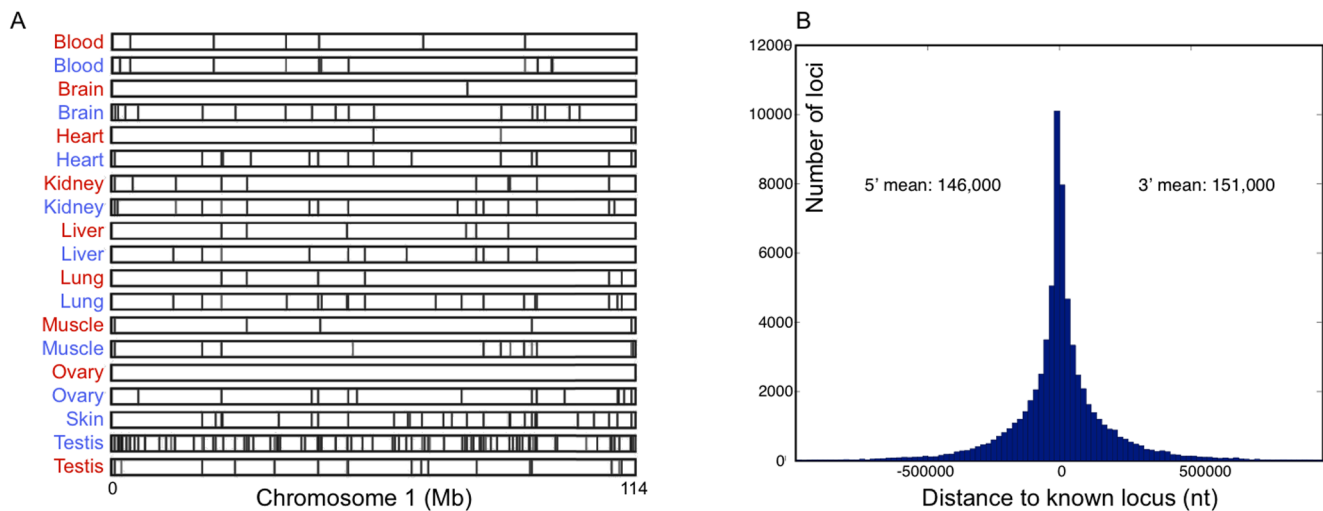 A
Blood
Blood
Brain
Brain
Heart
Heart
Kidney
Kidney
Liver
Liver
Lung
Lung
Muscle
Muscle
Ovary
Ovary
Skin
Testis
Testis
0
114
Chromosome 1 (Mb)
B
12000
10000
8000
6000
4000
2000
0
Number of loci
5’ mean: 146,000
3’ mean: 151,000
-500000
0
500000
Distance to known locus (nt)